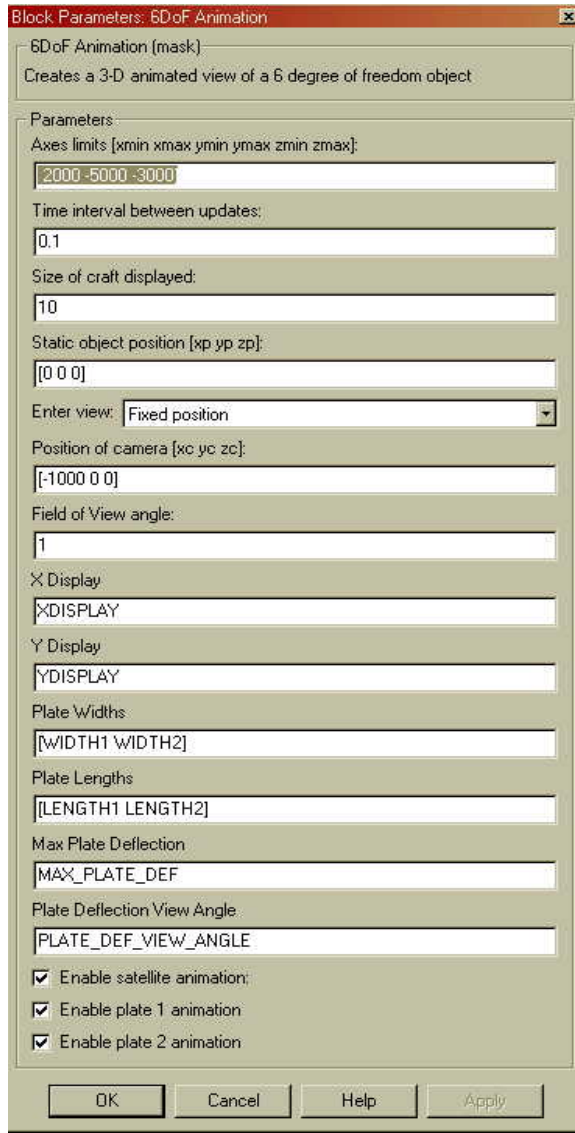 Block Parameters: 6DoF Animation
6DoF Animation (mask)
Creates a 3-D animated view of a 6 degree of freedom object
Parameters
Axes limits [xmin xmax ymin ymax zmin zmax]:
2000 -5000 -3000
Time interval between updates:
0.1
Size of craft displayed:
10
Static object position [xp yp zp]:
[0 0 0]
Enter view: Fixed position
Position of camera [xc yc zc]:
[-1000 0 0]
Field of View angle:
1
X Display
XDISPLAY
Y Display
YDISPLAY
Plate Widths
[WIDTH1 WIDTH2]
Plate Lengths
[LENGTH1 LENGTH2]
Max Plate Deflection
MAX_PLATE_DEF
Plate Deflection View Angle
PLATE_DEF_VIEW_ANGLE
Enable satellite animation:
Enable plate 1 animation
Enable plate 2 animation
OK Cancel Help Apply